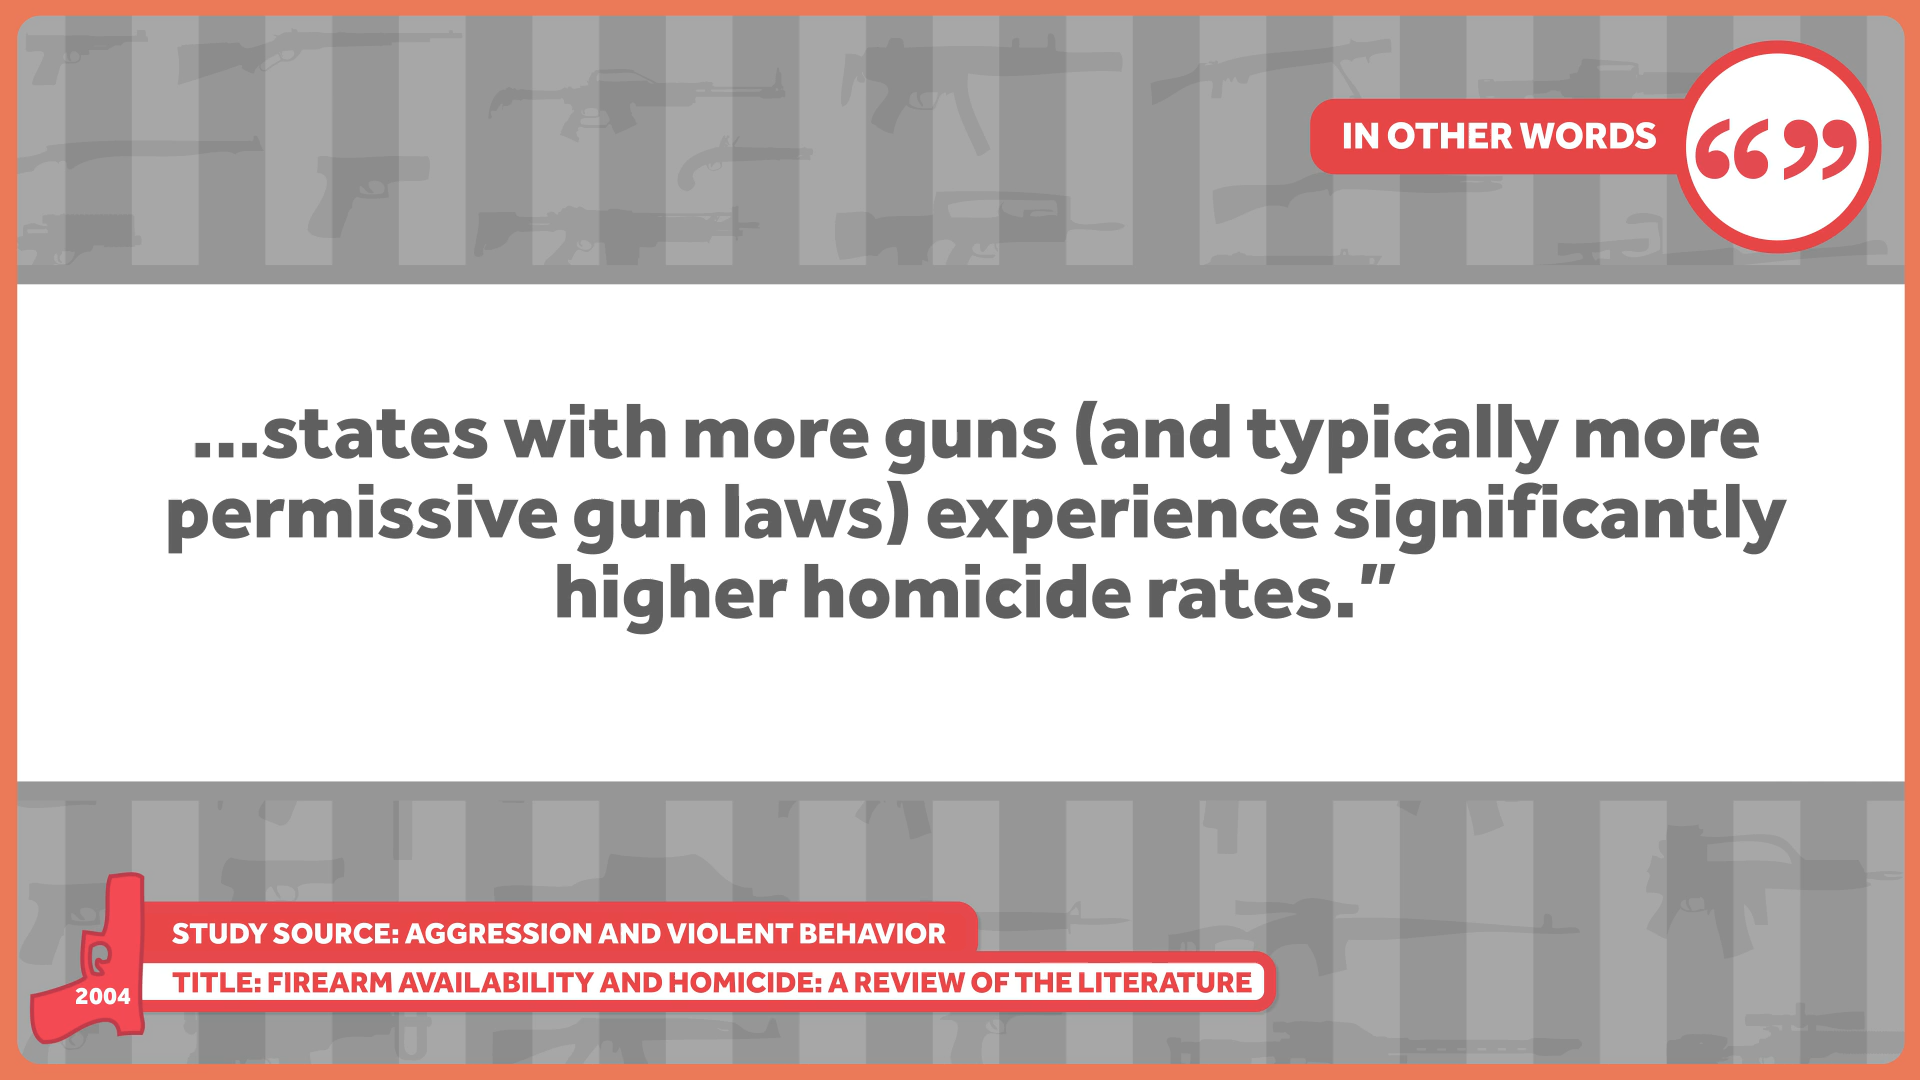 IN OTHER WORDS
“ ”
...states with more guns (and typically more
permissive gun laws) experience significantly
higher homicide rates.”
STUDY SOURCE: AGGRESSION AND VIOLENT BEHAVIOR
TITLE: FIREARM AVAILABILITY AND HOMICIDE: A REVIEW OF THE LITERATURE
2004